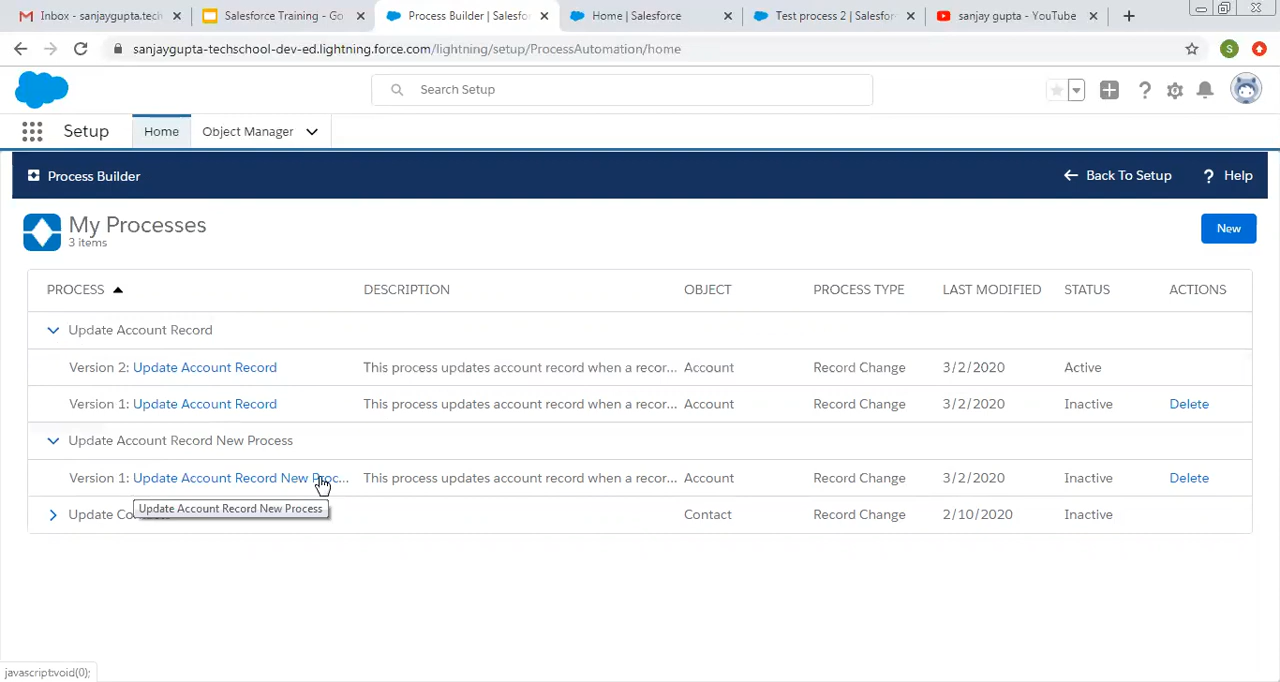 Inbox - sanjaygupta.tech
Salesforce Training - Go
Process Builder | Salesfo
Home | Salesforce
Test process 2 | Salesfor
sanjay gupta - YouTube
sanjaygupta-techschool-dev-ed.lightning.force.com/lightning/setup/ProcessAutomation/home
S
Search Setup
Setup
Home
Object Manager
Process Builder
Back To Setup
? Help
My Processes
3 items
New
PROCESS DESCRIPTION OBJECT PROCESS TYPE LAST MODIFIED STATUS ACTIONS
Update Account Record
Version 2: Update Account Record This process updates account record when a recor... Account Record Change 3/2/2020 Active
Version 1: Update Account Record This process updates account record when a recor... Account Record Change 3/2/2020 Inactive Delete
Update Account Record New Process
Version 1: Update Account Record New Proc... This process updates account record when a recor... Account Record Change 3/2/2020 Inactive Delete
Update Account Record New Process
Update Contact Record Change 2/10/2020 Inactive
javascript:void(0);